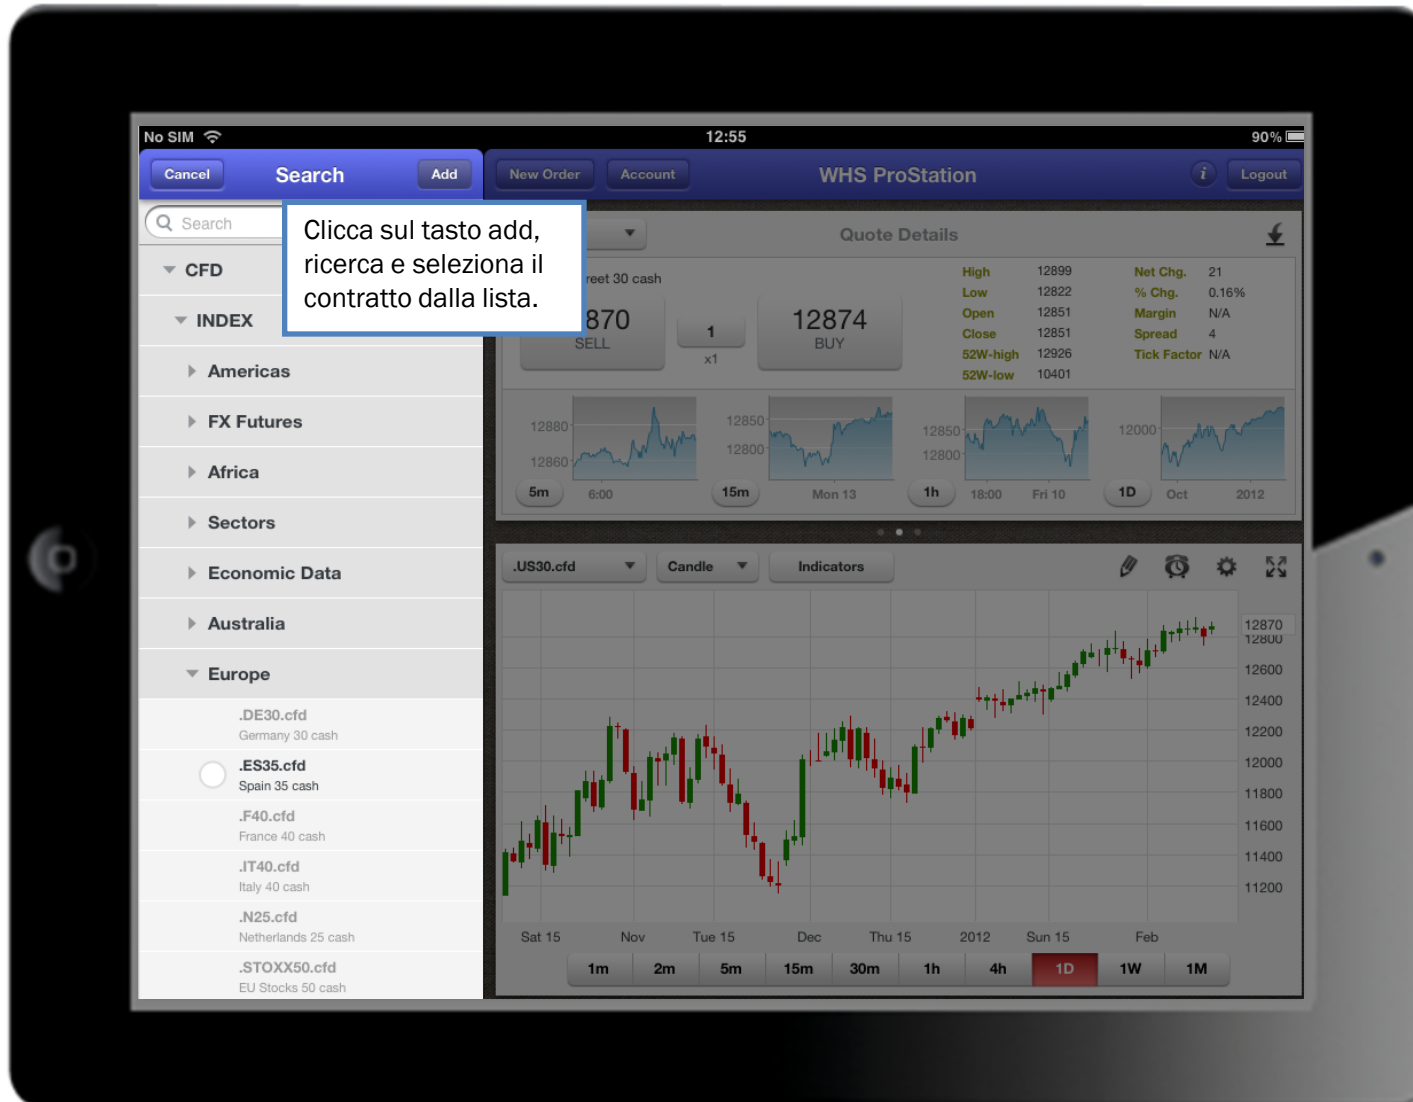 No SIM
12:55
90%
Cancel
Search
Add
New Order
Account
WHS ProStation
i
Logout
Search
Clicca sul tasto add,
ricerca e seleziona il
contratto dalla lista.
Quote Details
CFD
INDEX
Americas
FX Futures
Africa
Sectors
Economic Data
Australia
Europe
.DE30.cfd
Germany 30 cash
.ES35.cfd
Spain 35 cash
.F40.cfd
France 40 cash
.IT40.cfd
Italy 40 cash
.N25.cfd
Netherlands 25 cash
.STOXX50.cfd
EU Stocks 50 cash
30 cash
870
SELL
1
x1
12874
BUY
High 12899 Net Chg. 21
Low 12822 % Chg. 0.16%
Open 12851 Margin N/A
Close 12851 Spread 4
52W-high 12926 Tick Factor N/A
52W-low 10401
12880
12860
5m
6:00
12850
12800
15m
Mon 13
12850
12800
1h
18:00 Fri 10
12000
1D
Oct 2012
.US30.cfd
Candle
Indicators
12870
12800
12600
12400
12200
12000
11800
11600
11400
11200
Sat 15 Nov Tue 15 Dec Thu 15 2012 Sun 15 Feb
1m 2m 5m 15m 30m 1h 4h 1D 1W 1M